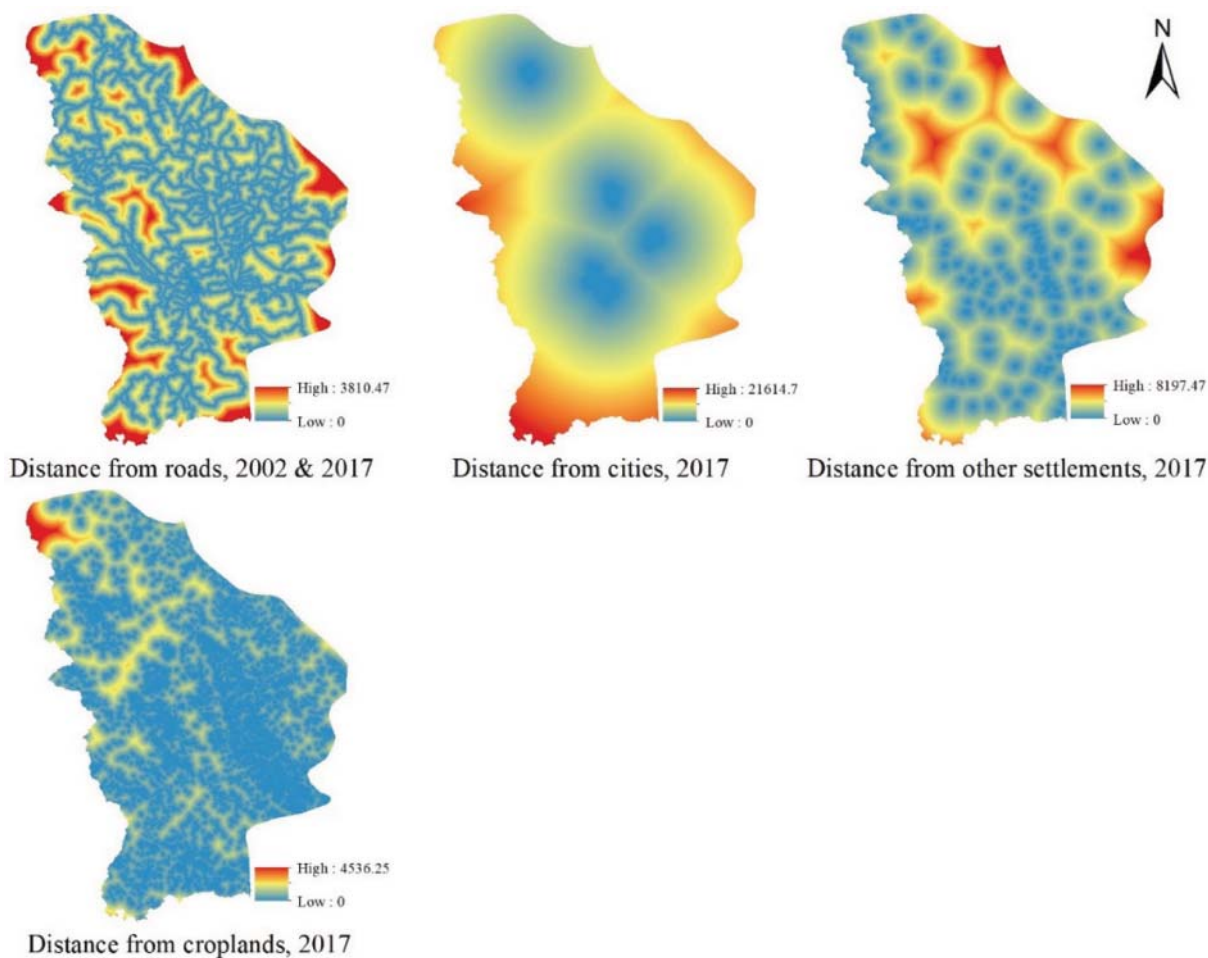 N
High : 3810.47
Low : 0
High : 21614.7
Low : 0
High : 8197.47
Low : 0
Distance from roads, 2002 & 2017
Distance from cities, 2017
Distance from other settlements, 2017
High : 4536.25
Low : 0
Distance from croplands, 2017